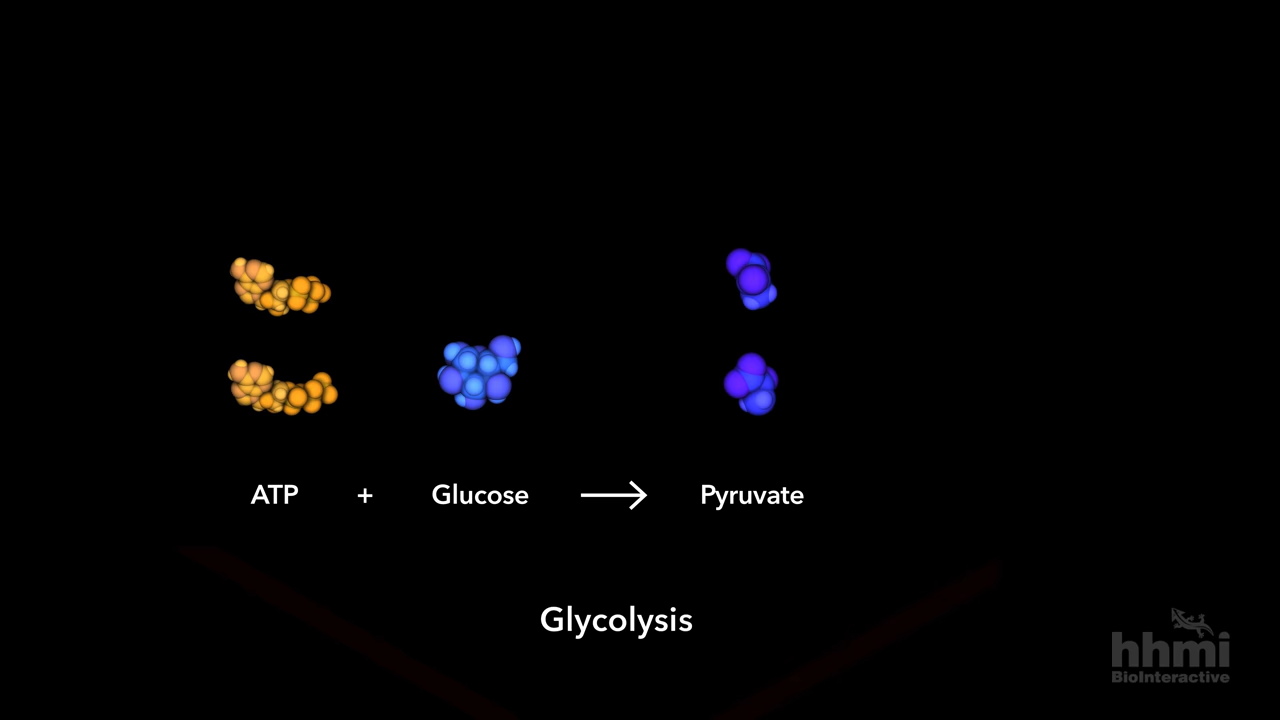 ATP + Glucose → Pyruvate
Glycolysis
hhmi
BioInteractive